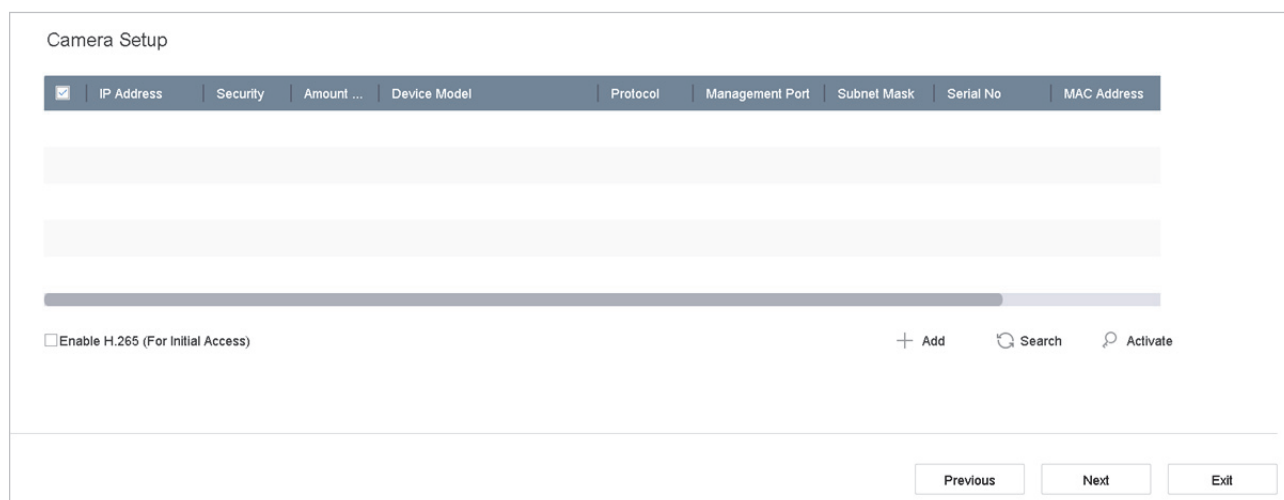 Camera Setup
IP Address Security Amount ... Device Model Protocol Management Port Subnet Mask Serial No MAC Address
Enable H.265 (For Initial Access) Add Search Activate
Previous Next Exit